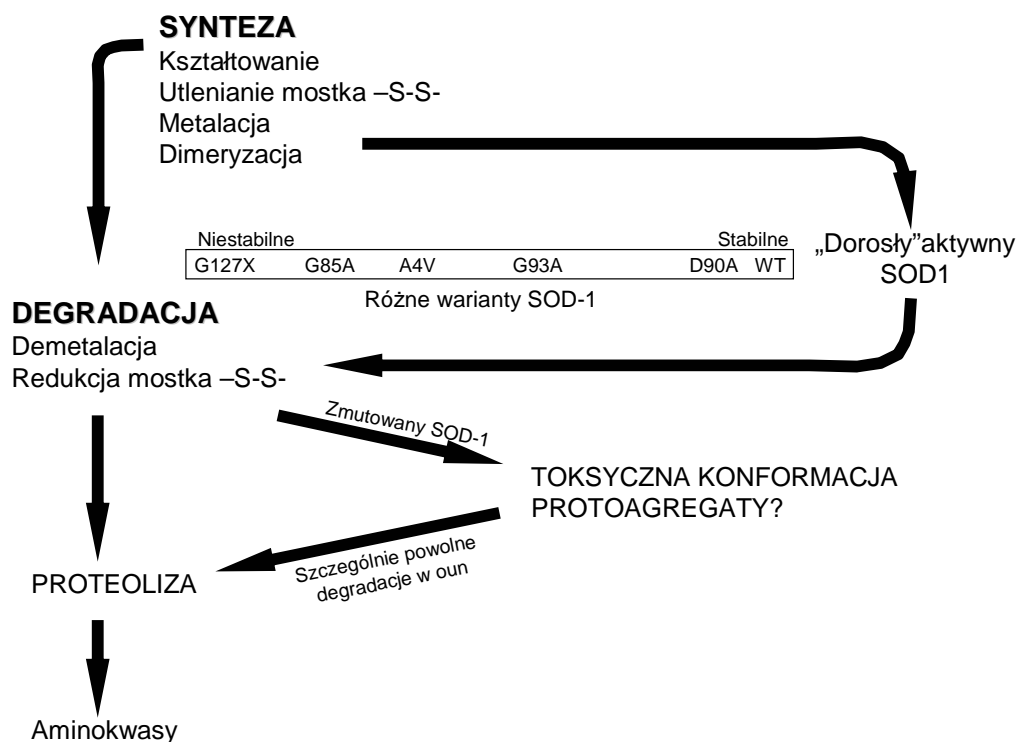 SYNTEZA
Kształtowanie
Utlenianie mostka –S-S-
Metalacja
Dimeryzacja
Niestabilne Stabilne
G127X G85A A4V G93A D90A WT
Różne warianty SOD-1
„Dorosły”aktywny
SOD1
DEGRADACJA
Demetalacja
Redukcja mostka –S-S-
Zmutowany SOD-1
TOKSYCZNA KONFORMACJA
PROTOAGREGATY?
Szczególnie powolne
degradacje w oun
PROTEOLIZA
Aminokwasy